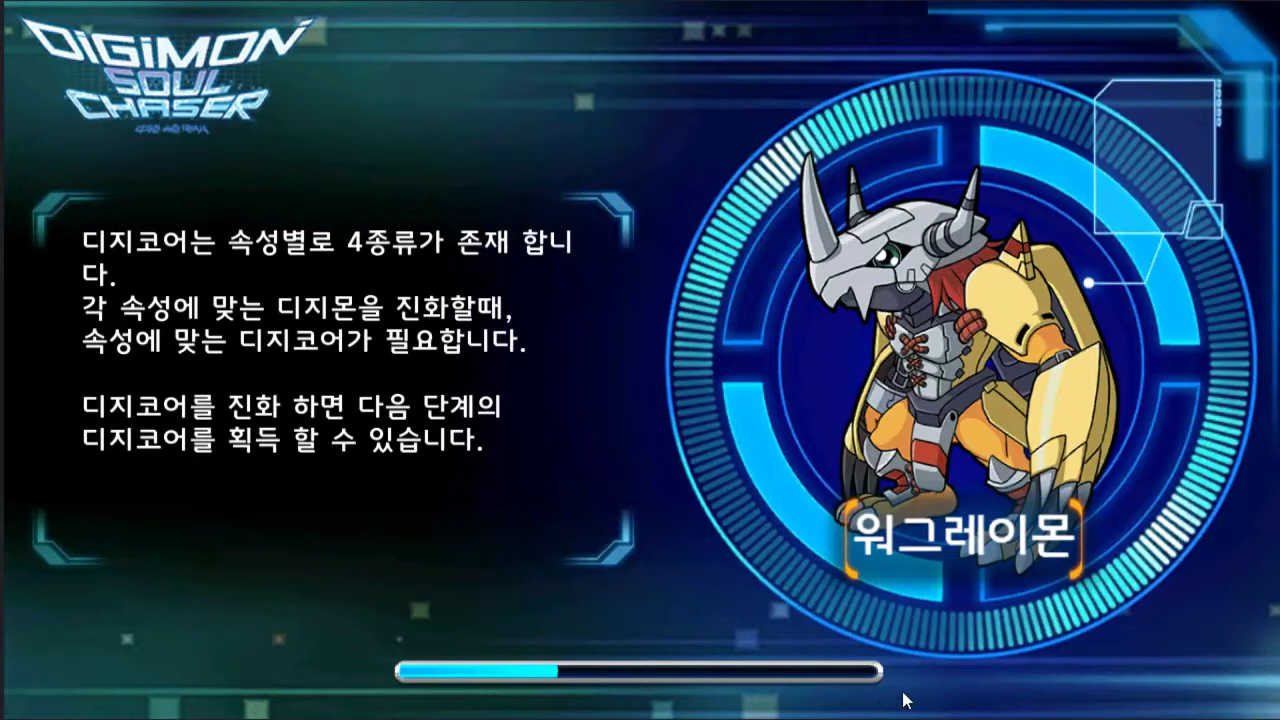 DIGIMON
SOUL
CHASER
디지코어는 속성별로 4종류가 존재 합니
다.
각 속성에 맞는 디지몬을 진화할때,
속성에 맞는 디지코어가 필요합니다.
디지코어를 진화 하면 다음 단계의
디지코어를 획득 할 수 있습니다.
워그레이몬